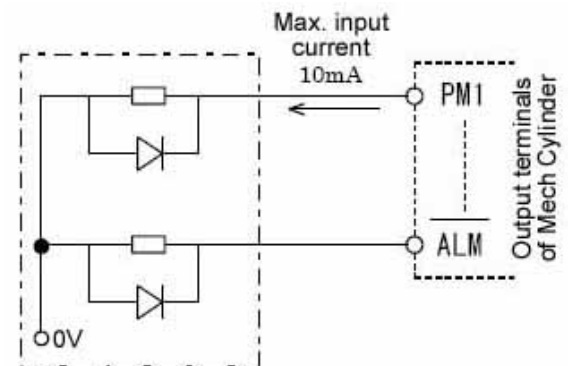 Max. input
current
10mA
PM1
ALM
Output terminals
of Mech Cylinder
0V